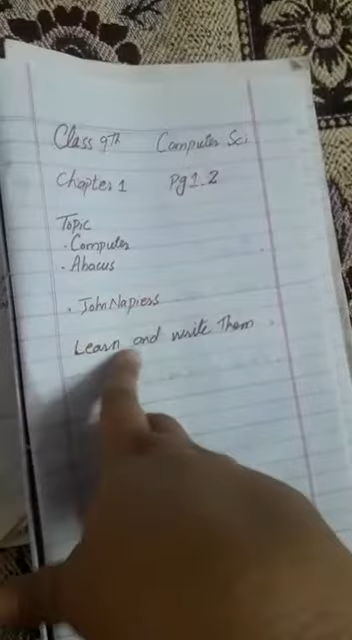 Class 9TH Computer Sci
Chapter 1 Pg 1.2
Topic
· Computer
· Abacus
· John Napiers
Learn and write Them.